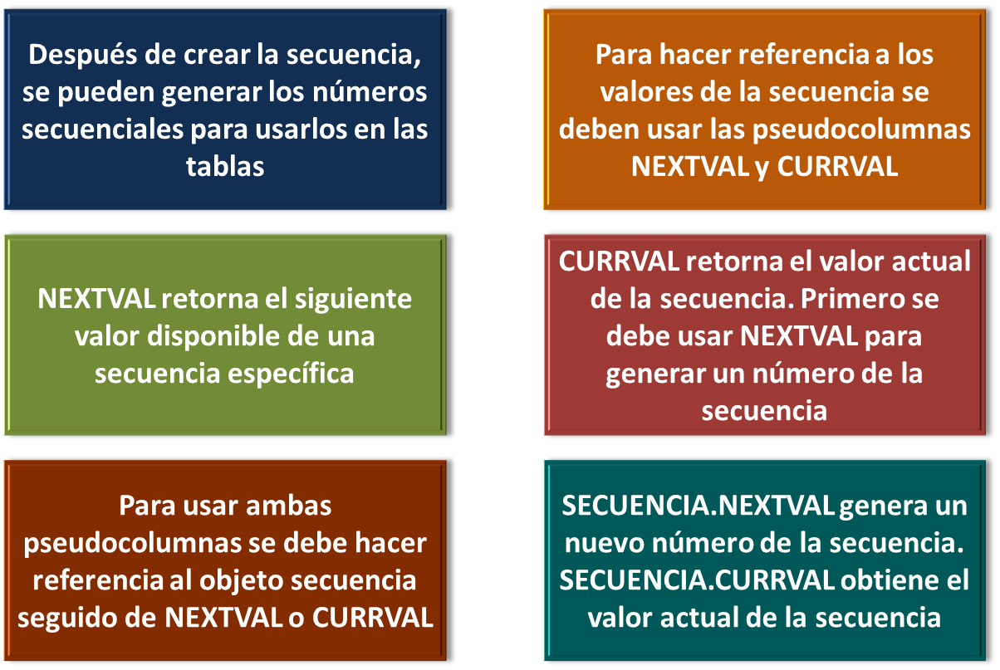 Después de crear la secuencia,
se pueden generar los números
secuenciales para usarlos en las
tablas
Para hacer referencia a los
valores de la secuencia se
deben usar las pseudocolumnas
NEXTVAL y CURRVAL
NEXTVAL retorna el siguiente
valor disponible de una
secuencia específica
CURRVAL retorna el valor actual
de la secuencia. Primero se
debe usar NEXTVAL para
generar un número de la
secuencia
Para usar ambas
pseudocolumnas se debe hacer
referencia al objeto secuencia
seguido de NEXTVAL o CURRVAL
SECUENCIA.NEXTVAL genera un
nuevo número de la secuencia.
SECUENCIA.CURRVAL obtiene el
valor actual de la secuencia